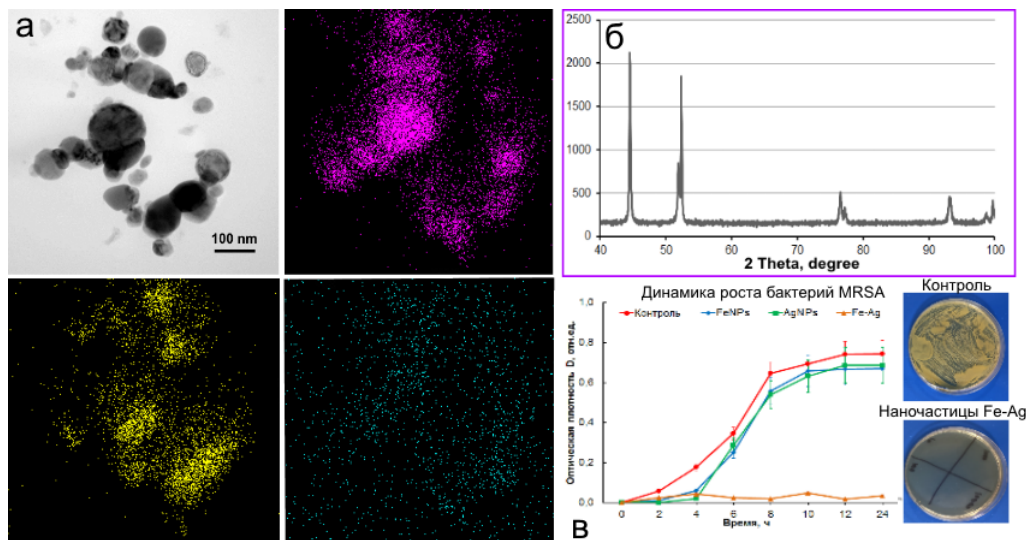 а
100 nm
б
2500
2000
1500
1000
500
0
40 50 60 70 80 90 100
2 Theta, degree
Динамика роста бактерий MRSA
Контроль FeNPs AgNPs Fe-Ag
Оптическая плотность D, отн.ед.
1,0
0,8
0,6
0,4
0,2
0,0
0 2 4 6 8 10 12 24
Время, ч
в
Контроль
Наночастицы Fe-Ag